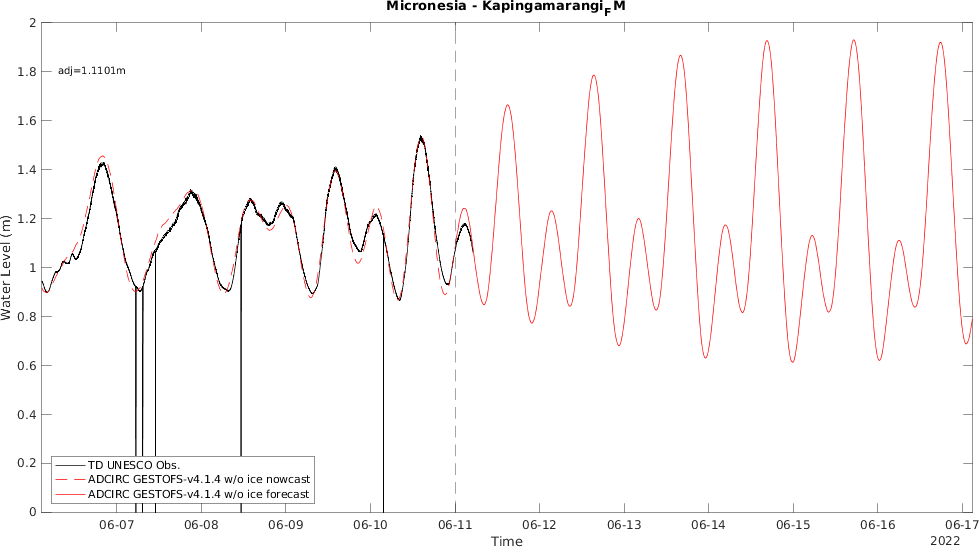 Micronesia - Kapingamarangi_FM
2
1.8
adj=1.1101m
1.6
1.4
1.2
1
0.8
0.6
0.4
0.2
0
Water Level (m)
TD UNESCO Obs.
ADCIRC GESTOFS-v4.1.4 w/o ice nowcast
ADCIRC GESTOFS-v4.1.4 w/o ice forecast
06-07 06-08 06-09 06-10 06-11 06-12 06-13 06-14 06-15 06-16 06-17
Time
2022